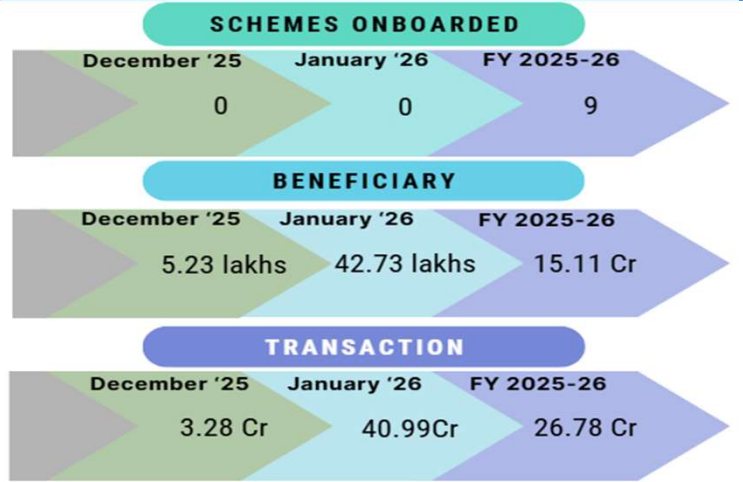 SCHEMES ONBOARDED
December ‘25 January ‘26 FY 2025-26
0 0 9
BENEFICIARY
December ‘25 January ‘26 FY 2025-26
5.23 lakhs 42.73 lakhs 15.11 Cr
TRANSACTION
December ‘25 January ‘26 FY 2025-26
3.28 Cr 40.99Cr 26.78 Cr